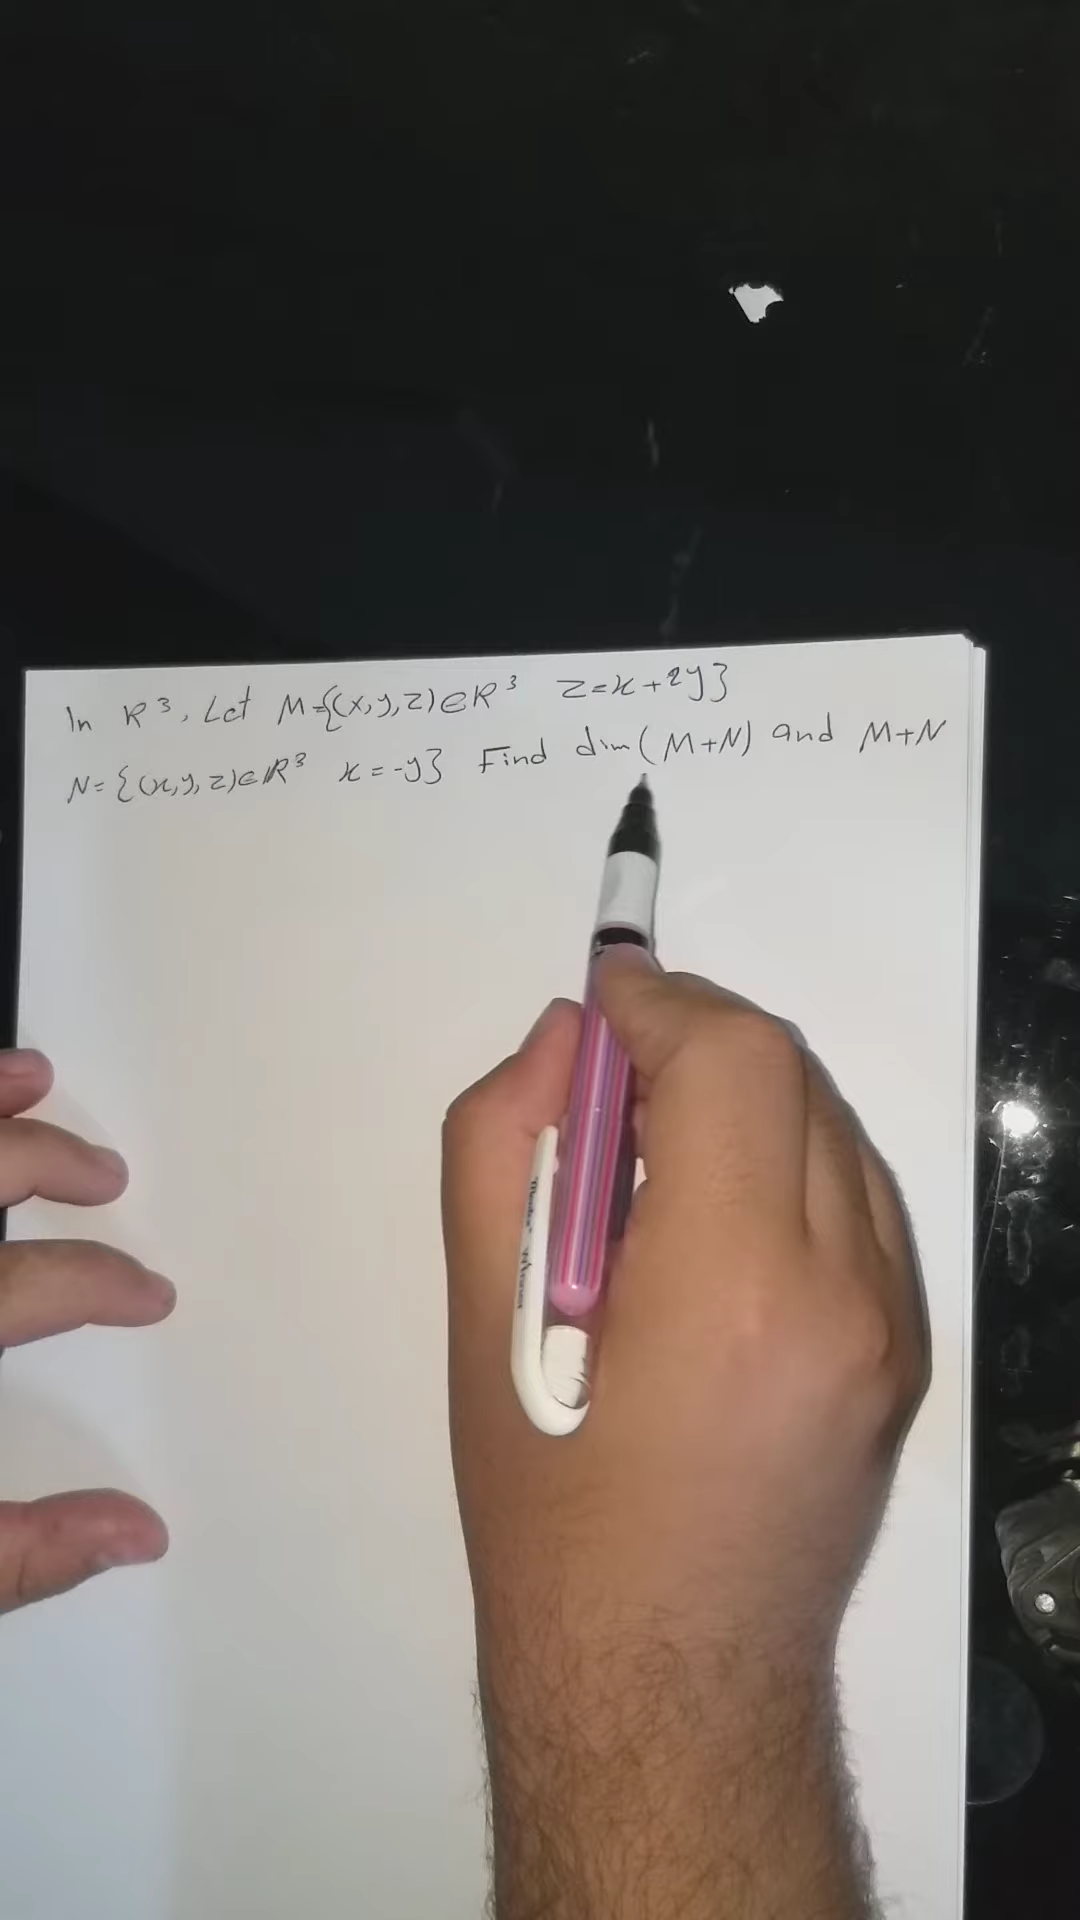 In R³, Let M={(x,y,z)∈R³ z=x+2y}
N={(x,y,z)∈R³ x=-y} Find dim(M+N) and M+N